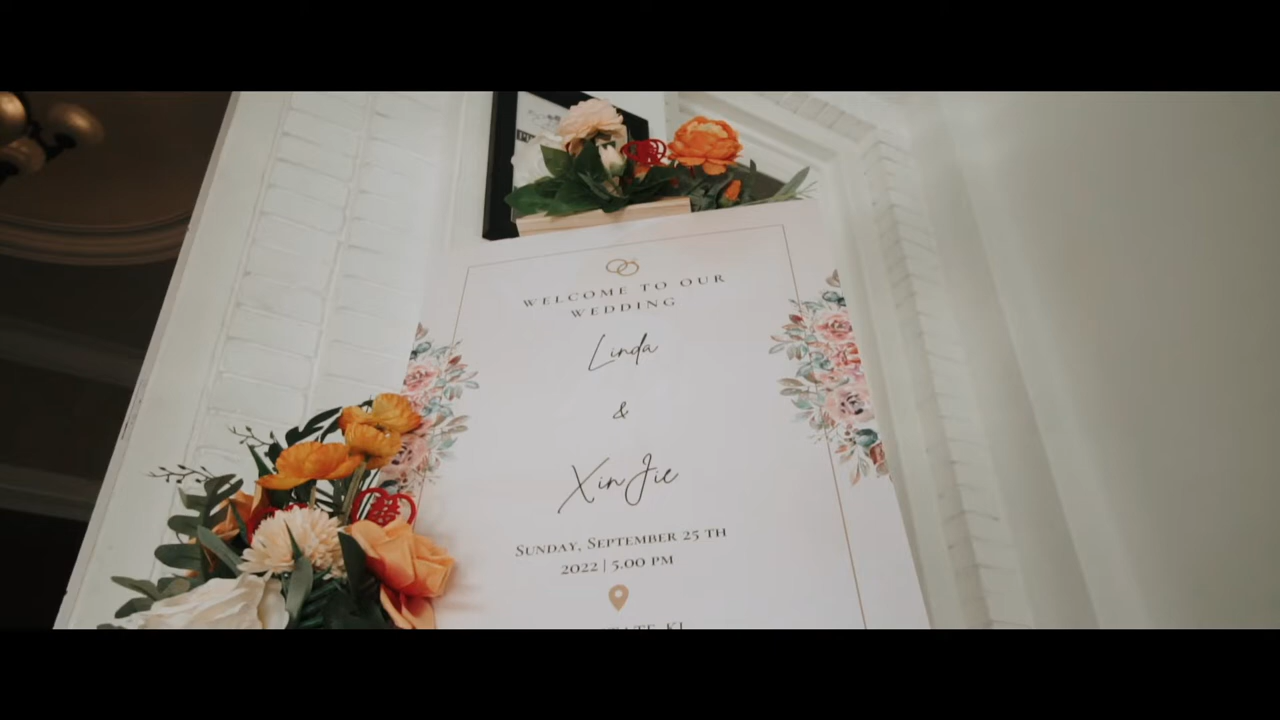 WELCOME TO OUR
WEDDING
Linda
&
XinJie
SUNDAY, SEPTEMBER 25 TH
2022 | 5.00 PM